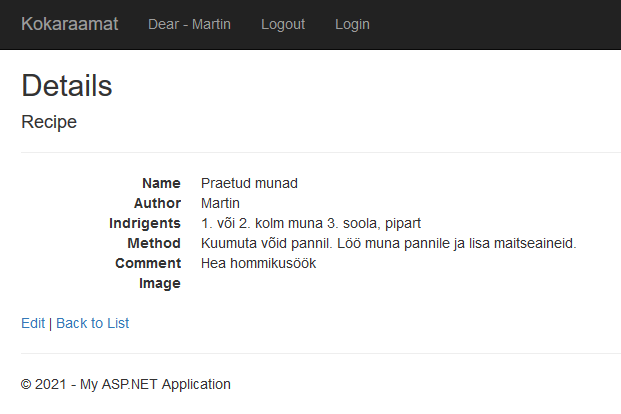 Kokaraamat Dear - Martin Logout Login
Details
Recipe
Name Praetud munad
Author Martin
Indrigents 1. või 2. kolm muna 3. soola, pipart
Method Kuumuta võid pannil. Löö muna pannile ja lisa maitseaineid.
Comment Hea hommikusöök
Image
Edit | Back to List
© 2021 - My ASP.NET Application